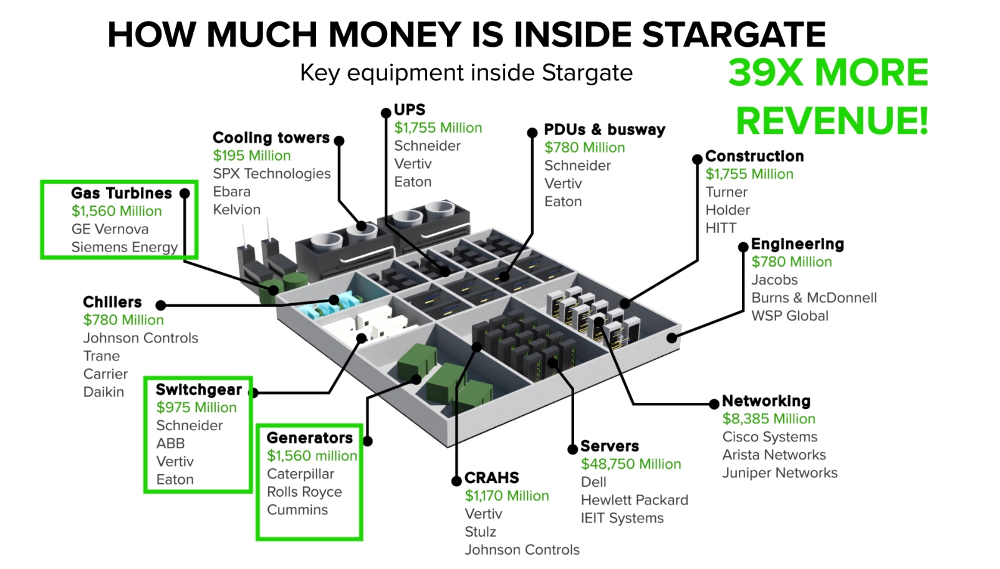 HOW MUCH MONEY IS INSIDE STARGATE
Key equipment inside Stargate
39X MORE
REVENUE!
UPS
$1,755 Million
Schneider
Vertiv
Eaton
Cooling towers
$195 Million
SPX Technologies
Ebara
Kelvion
PDUs & busway
$780 Million
Schneider
Vertiv
Eaton
Construction
$1,755 Million
Turner
Holder
HITT
Gas Turbines
$1,560 Million
GE Vernova
Siemens Energy
Engineering
$780 Million
Jacobs
Burns & McDonnell
WSP Global
Chillers
$780 Million
Johnson Controls
Trane
Carrier
Daikin
Switchgear
$975 Million
Schneider
ABB
Vertiv
Eaton
Generators
$1,560 million
Caterpillar
Rolls Royce
Cummins
CRAHS
$1,170 Million
Vertiv
Stulz
Johnson Controls
Servers
$48,750 Million
Dell
Hewlett Packard
IEIT Systems
Networking
$8,385 Million
Cisco Systems
Arista Networks
Juniper Networks